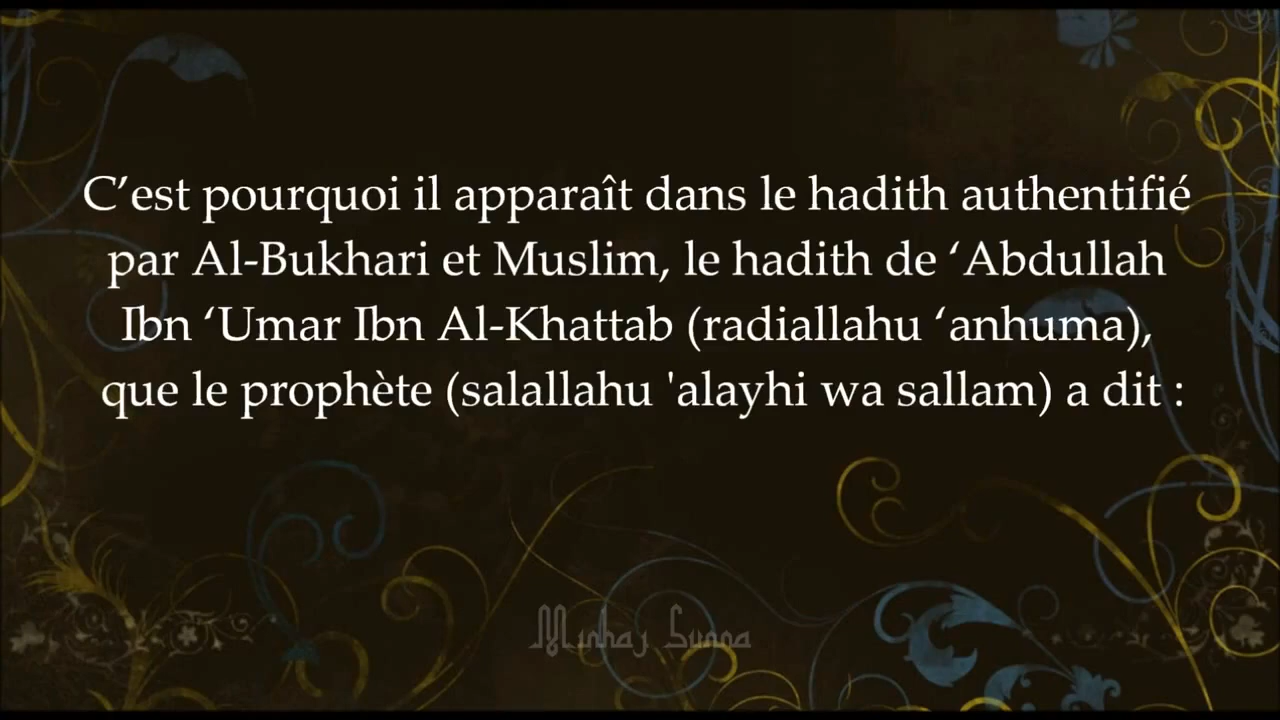 C’est pourquoi il apparaît dans le hadith authentifié
par Al-Bukhari et Muslim, le hadith de ‘Abdullah
Ibn ‘Umar Ibn Al-Khattab (radiallahu ‘anhuma),
que le prophète (salallahu 'alayhi wa sallam) a dit :
Minhaj Sunna